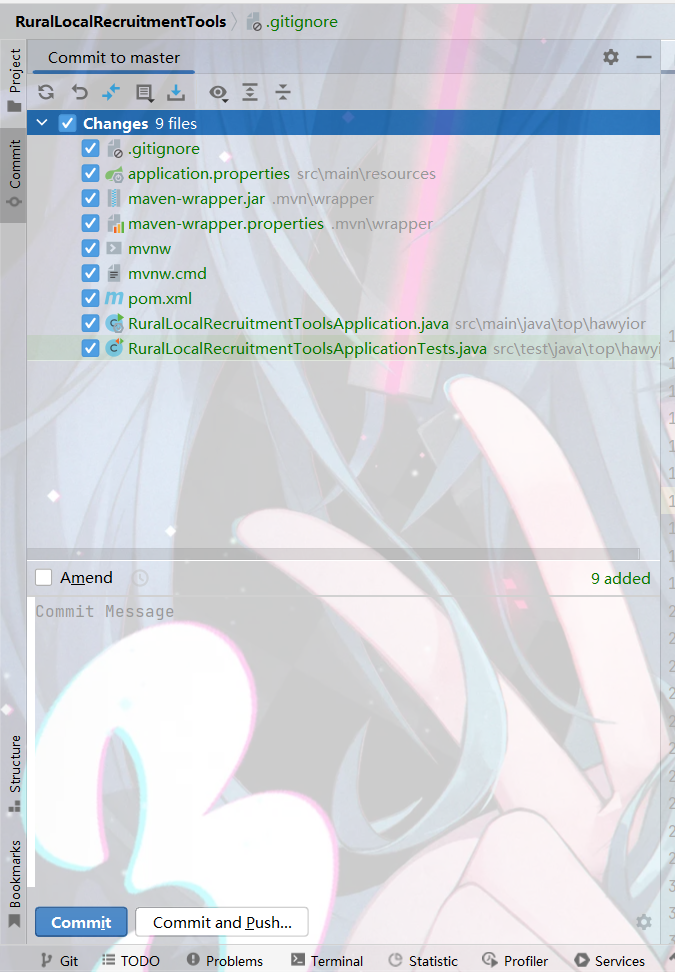 RuralLocalRecruitmentTools .gitignore
Project
Commit
Structure
Bookmarks
Commit to master
Changes 9 files
.gitignore
application.properties src\main\resources
maven-wrapper.jar .mvn\wrapper
maven-wrapper.properties .mvn\wrapper
mvnw
mvnw.cmd
pom.xml
RuralLocalRecruitmentToolsApplication.java src\main\java\top\hawyior
RuralLocalRecruitmentToolsApplicationTests.java src\test\java\top\hawyi
Amend
9 added
Commit Message
Commit
Commit and Push...
Git
TODO
Problems
Terminal
Statistic
Profiler
Services